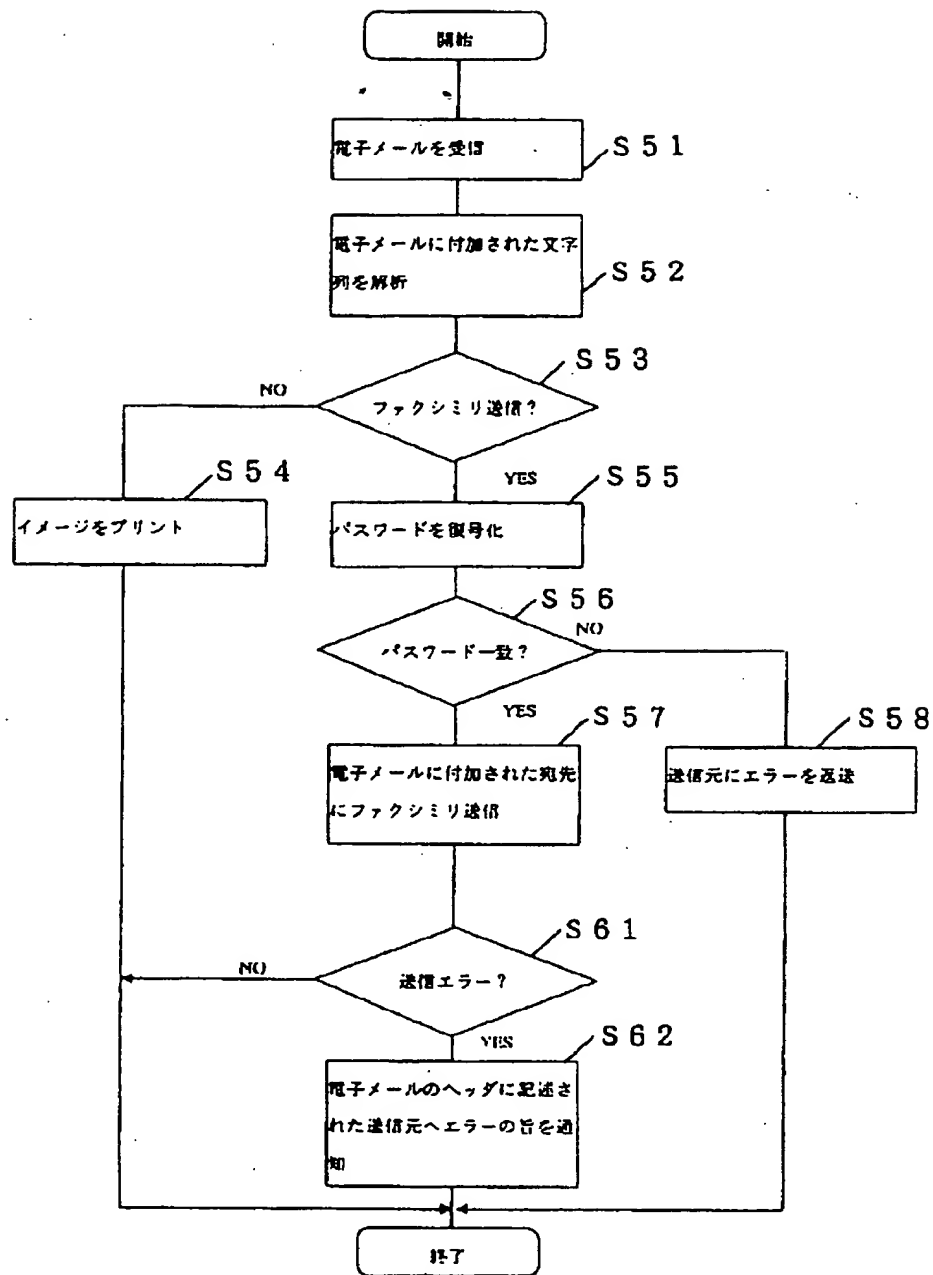 開始
電子メールを受信
S51
電子メールに付加された文字
列を解析
S52
S53
NO
ファクシミリ送信?
YES
S54
イメージをプリント
S55
パスワードを復号化
S56
NO
パスワード一致?
YES
S57
電子メールに付加された宛先
にファクシミリ送信
S58
送信元にエラーを返送
S61
NO
送信エラー?
YES
S62
電子メールのヘッダに記述さ
れた送信元へエラーの旨を通
知
終了